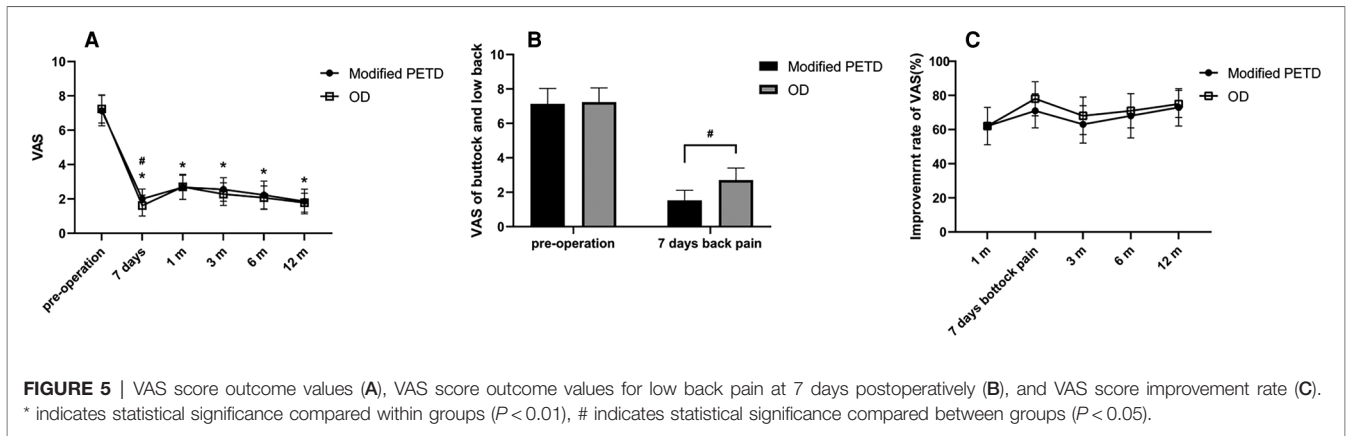 A
10
8
6
4
2
0
VAS
#
*
*
*
*
*
pre-operation
7 days
1 m
3 m
6 m
12 m
Modified PETD
OD
B
10
8
6
4
2
0
VAS of buttock and low back
#
pre-operation
7 days back pain
Modified PETD
OD
C
100
80
60
40
20
0
Improvemrnt rate of VAS(%)
1 m
7 days bottock pain
3 m
6 m
12 m
Modified PETD
OD
FIGURE 5 | VAS score outcome values (A), VAS score outcome values for low back pain at 7 days postoperatively (B), and VAS score improvement rate (C).
* indicates statistical significance compared within groups (P < 0.01), # indicates statistical significance compared between groups (P < 0.05).